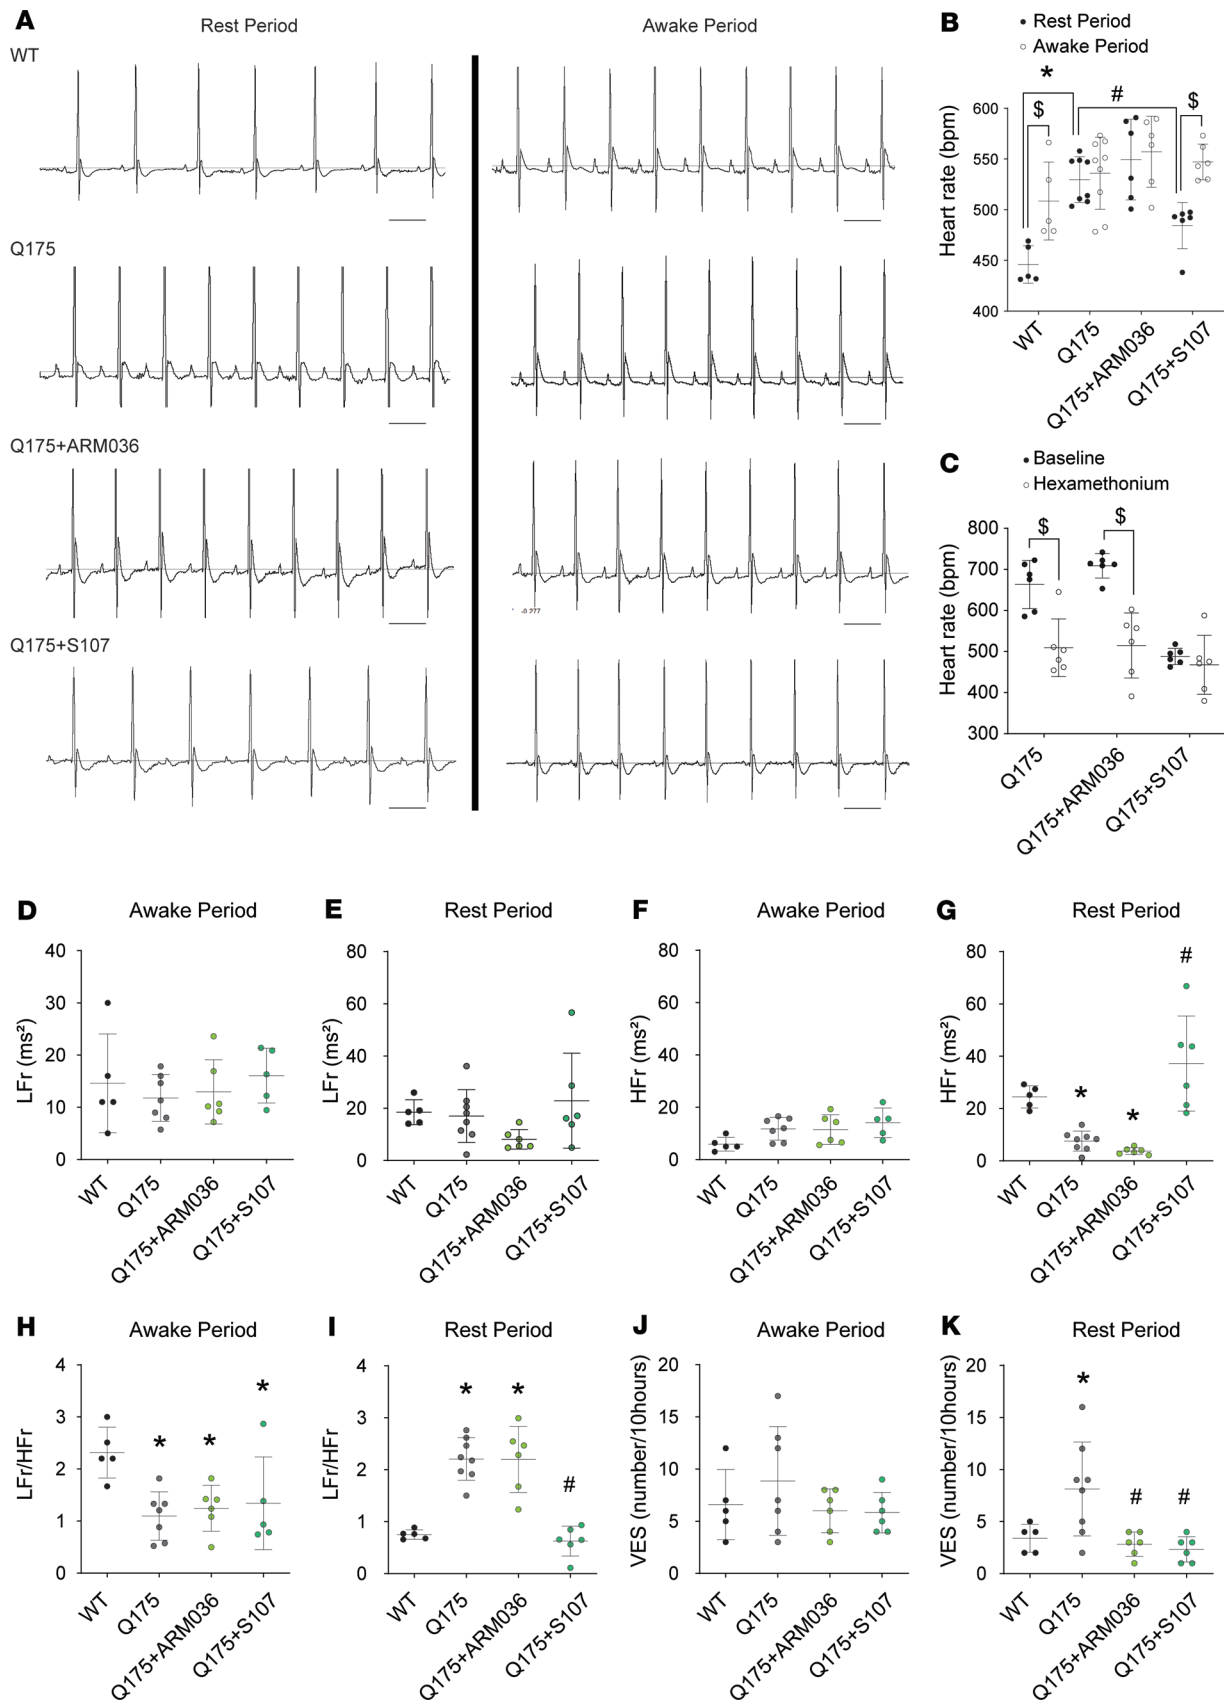 A
Rest Period
Awake Period
WT
Q175
Q175+ARM036
-0.277
Q175+S107
B
Rest Period
Awake Period
Heart rate (bpm)
600
550
500
450
400
* $ # $
WT
Q175
Q175+ARM036
Q175+S107
C
Baseline
Hexamethonium
Heart rate (bpm)
800
700
600
500
400
300
$ $
Q175
Q175+ARM036
Q175+S107
D
Awake Period
LFr (ms²)
40
30
20
10
0
WT
Q175
Q175+ARM036
Q175+S107
E
Rest Period
LFr (ms²)
80
60
40
20
0
WT
Q175
Q175+ARM036
Q175+S107
F
Awake Period
HFr (ms²)
80
60
40
20
0
WT
Q175
Q175+ARM036
Q175+S107
G
Rest Period
HFr (ms²)
80
60
40
20
0
* * #
WT
Q175
Q175+ARM036
Q175+S107
H
Awake Period
LFr/HFr
4
3
2
1
0
* * *
WT
Q175
Q175+ARM036
Q175+S107
I
Rest Period
LFr/HFr
4
3
2
1
0
* * #
WT
Q175
Q175+ARM036
Q175+S107
J
Awake Period
VES (number/10hours)
20
15
10
5
0
WT
Q175
Q175+ARM036
Q175+S107
K
Rest Period
VES (number/10hours)
20
15
10
5
0
* # #
WT
Q175
Q175+ARM036
Q175+S107